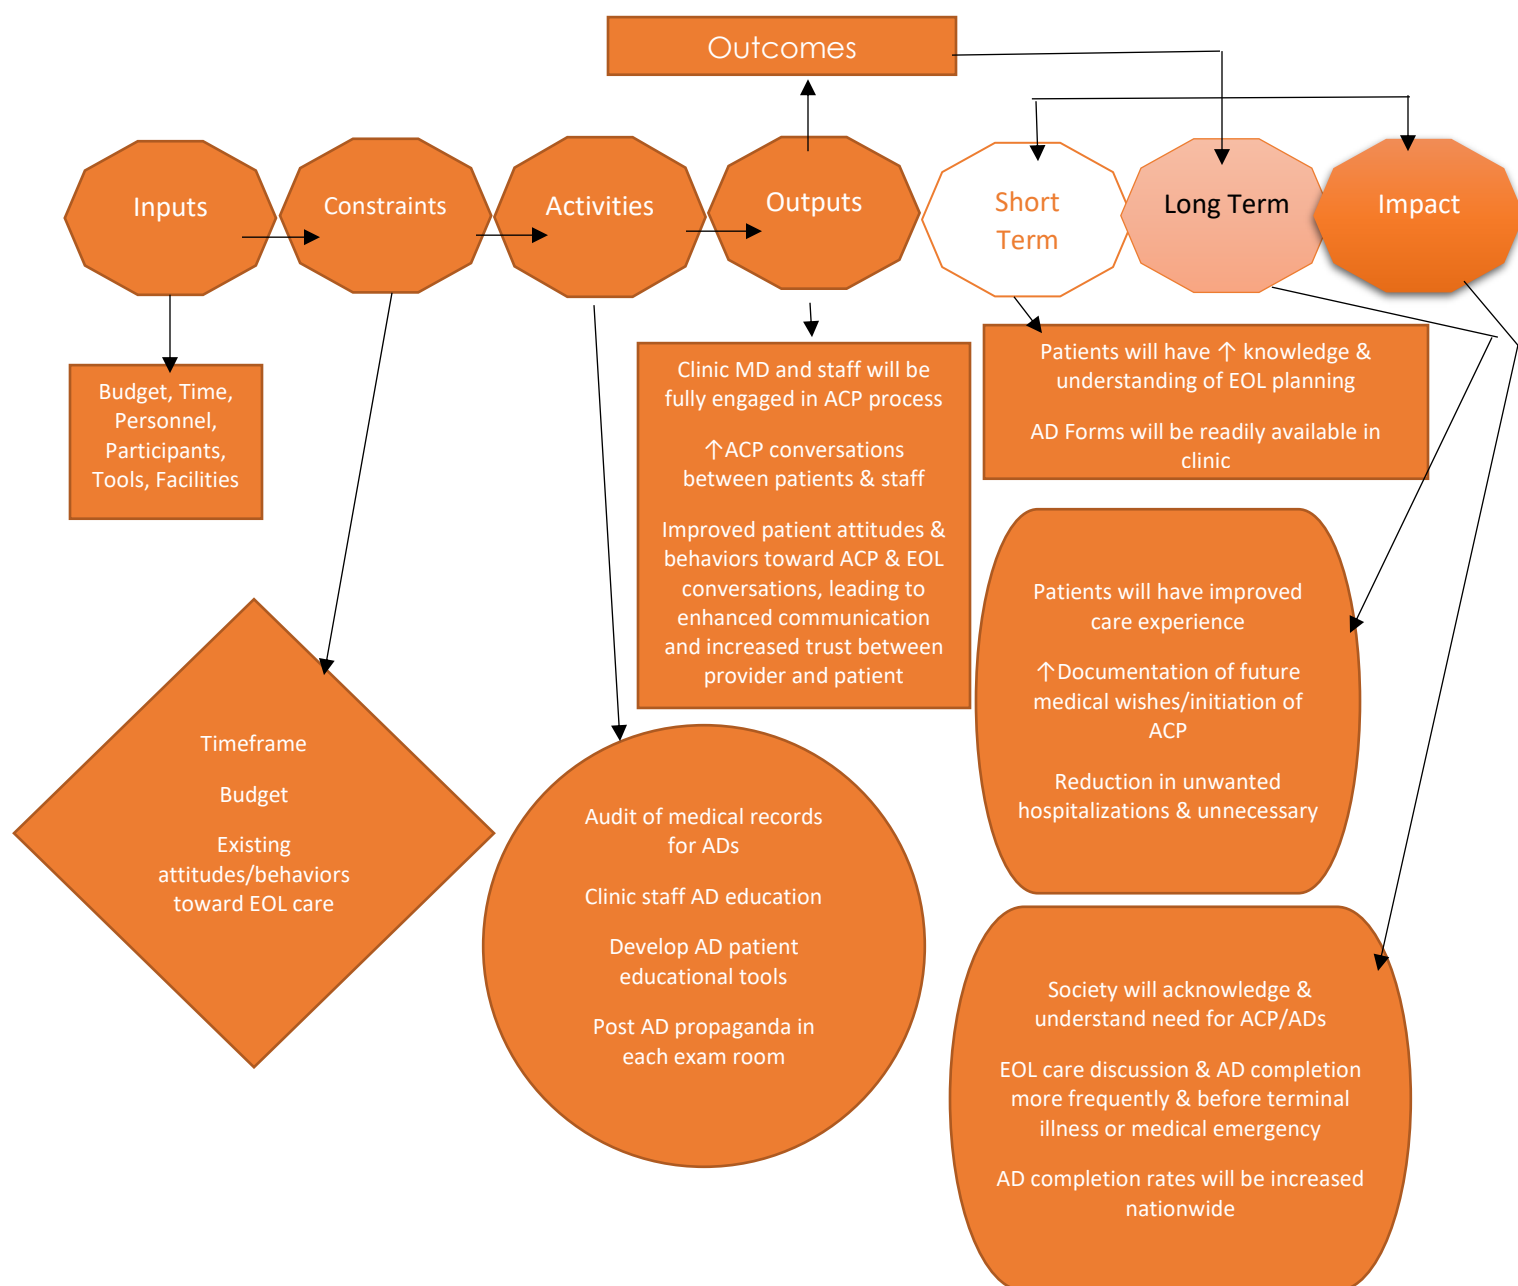 Outcomes
Inputs
Constraints
Activities
Outputs
Short
Term
Long Term
Impact
Budget, Time,
Personnel,
Participants,
Tools, Facilities
Timeframe
Budget
Existing
attitudes/behaviors
toward EOL care
Audit of medical records
for ADs
Clinic staff AD education
Develop AD patient
educational tools
Post AD propaganda in
each exam room
Clinic MD and staff will be
fully engaged in ACP process
↑ACP conversations
between patients & staff
Improved patient attitudes &
behaviors toward ACP & EOL
conversations, leading to
enhanced communication
and increased trust between
provider and patient
Patients will have ↑ knowledge &
understanding of EOL planning
AD Forms will be readily available in
clinic
Patients will have improved
care experience
↑Documentation of future
medical wishes/initiation of
ACP
Reduction in unwanted
hospitalizations & unnecessary
Society will acknowledge &
understand need for ACP/ADs
EOL care discussion & AD completion
more frequently & before terminal
illness or medical emergency
AD completion rates will be increased
nationwide